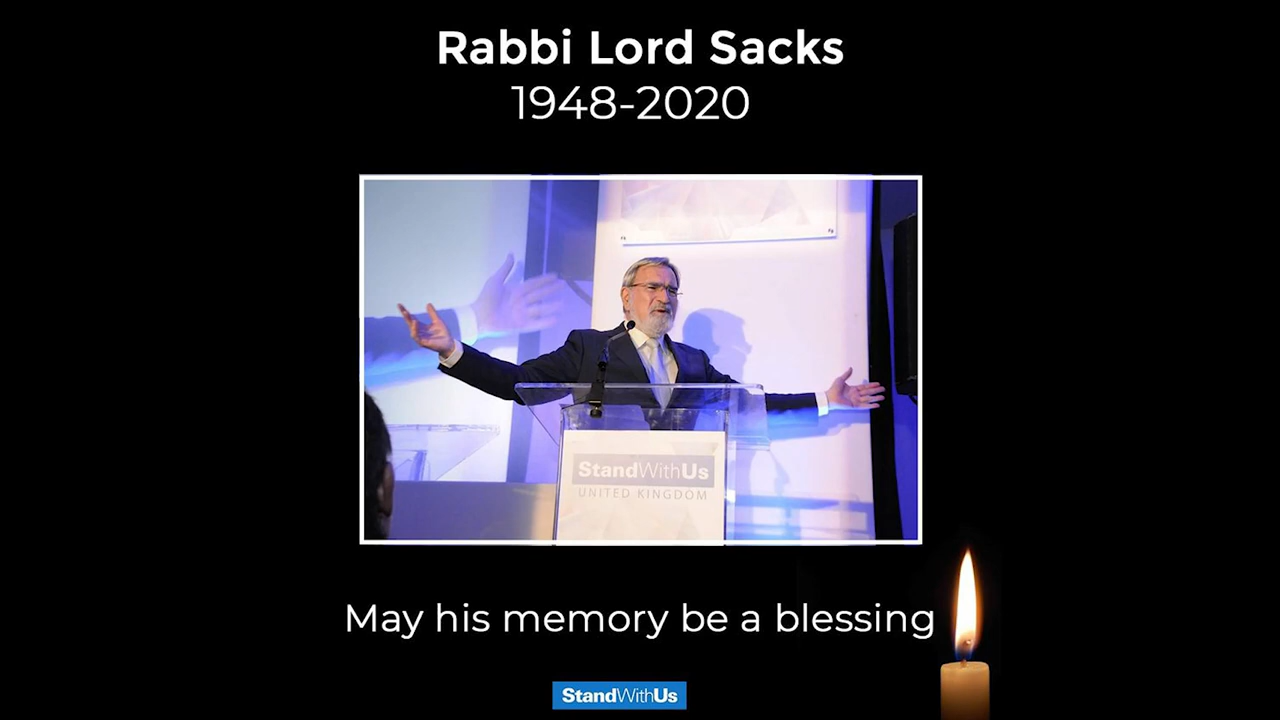 Rabbi Lord Sacks
1948-2020
StandWithUs
UNITED KINGDOM
May his memory be a blessing
StandWithUs